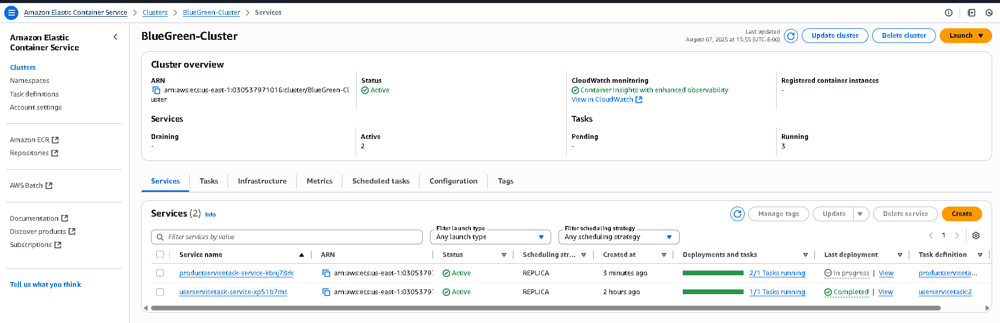 Amazon Elastic Container Service > Clusters > BlueGreen-Cluster > Services
Amazon Elastic
Container Service
Clusters
Namespaces
Task definitions
Account settings
Amazon ECR
Repositories
AWS Batch
Documentation
Discover products
Subscriptions
Tell us what you think
BlueGreen-Cluster
Last updated
August 07, 2025 at 15:55 (UTC-6:00)
Update cluster
Delete cluster
Launch
Cluster overview
ARN
arn:aws:ecs:us-east-1:030537971016:cluster/BlueGreen-Cl
uster
Status
Active
CloudWatch monitoring
Container Insights with enhanced observability
View in CloudWatch
Registered container instances
-
Services
Tasks
Draining
-
Active
2
Pending
-
Running
3
Services Tasks Infrastructure Metrics Scheduled tasks Configuration Tags
Services (2) Info
Manage tags
Update
Delete service
Create
Filter services by value
Filter launch type
Any launch type
Filter scheduling strategy
Any scheduling strategy
1
Service name ARN Status Scheduling str... Created at Deployments and tasks Last deployment Task definition
productservicetask-service-kbnj78rk arn:aws:ecs:us-east-1:03053797 Active REPLICA 3 minutes ago 2/1 Tasks running In progress | View productserviceta...
userservicetask-service-xp51b7mc arn:aws:ecs:us-east-1:03053797 Active REPLICA 2 hours ago 1/1 Tasks running Completed | View userservicetask:2